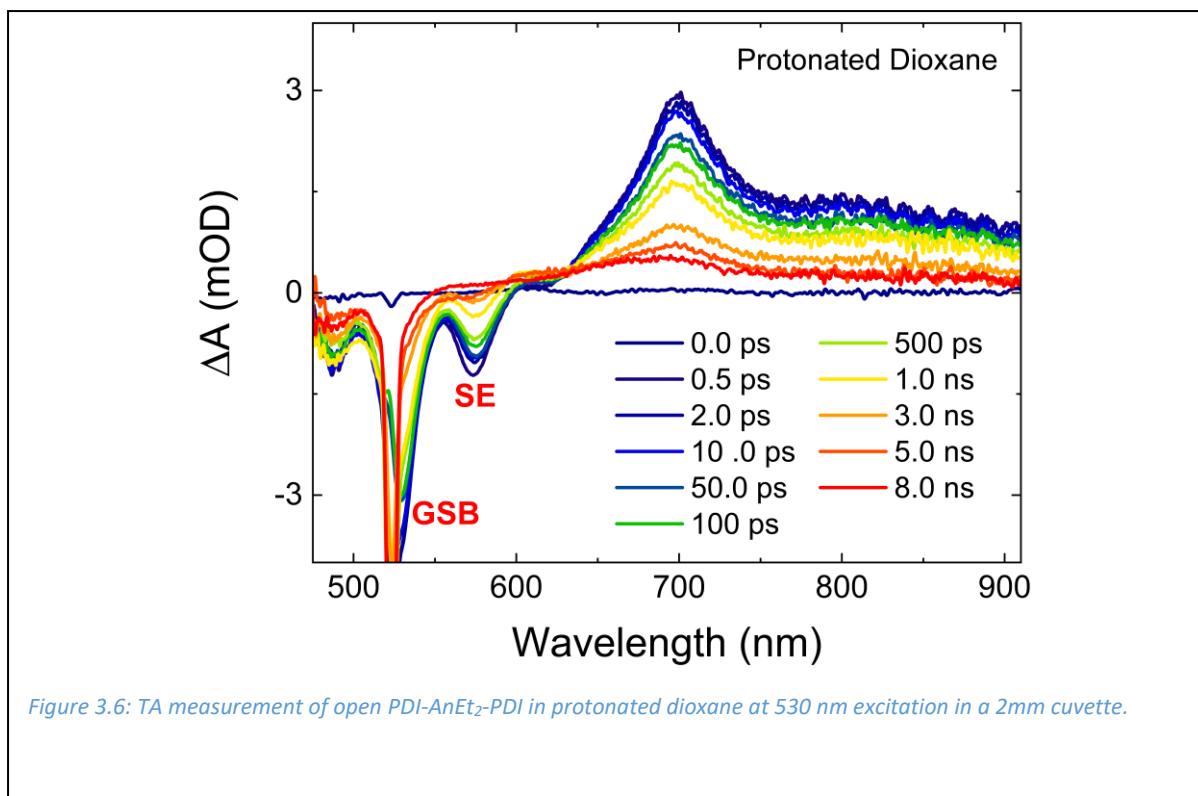 Protonated Dioxane
3
0
-3
ΔA (mOD)
SE
GSB
0.0 ps
0.5 ps
2.0 ps
10 .0 ps
50.0 ps
100 ps
500 ps
1.0 ns
3.0 ns
5.0 ns
8.0 ns
500 600 700 800 900
Wavelength (nm)
Figure 3.6: TA measurement of open PDI-AnEt₂-PDI in protonated dioxane at 530 nm excitation in a 2mm cuvette.